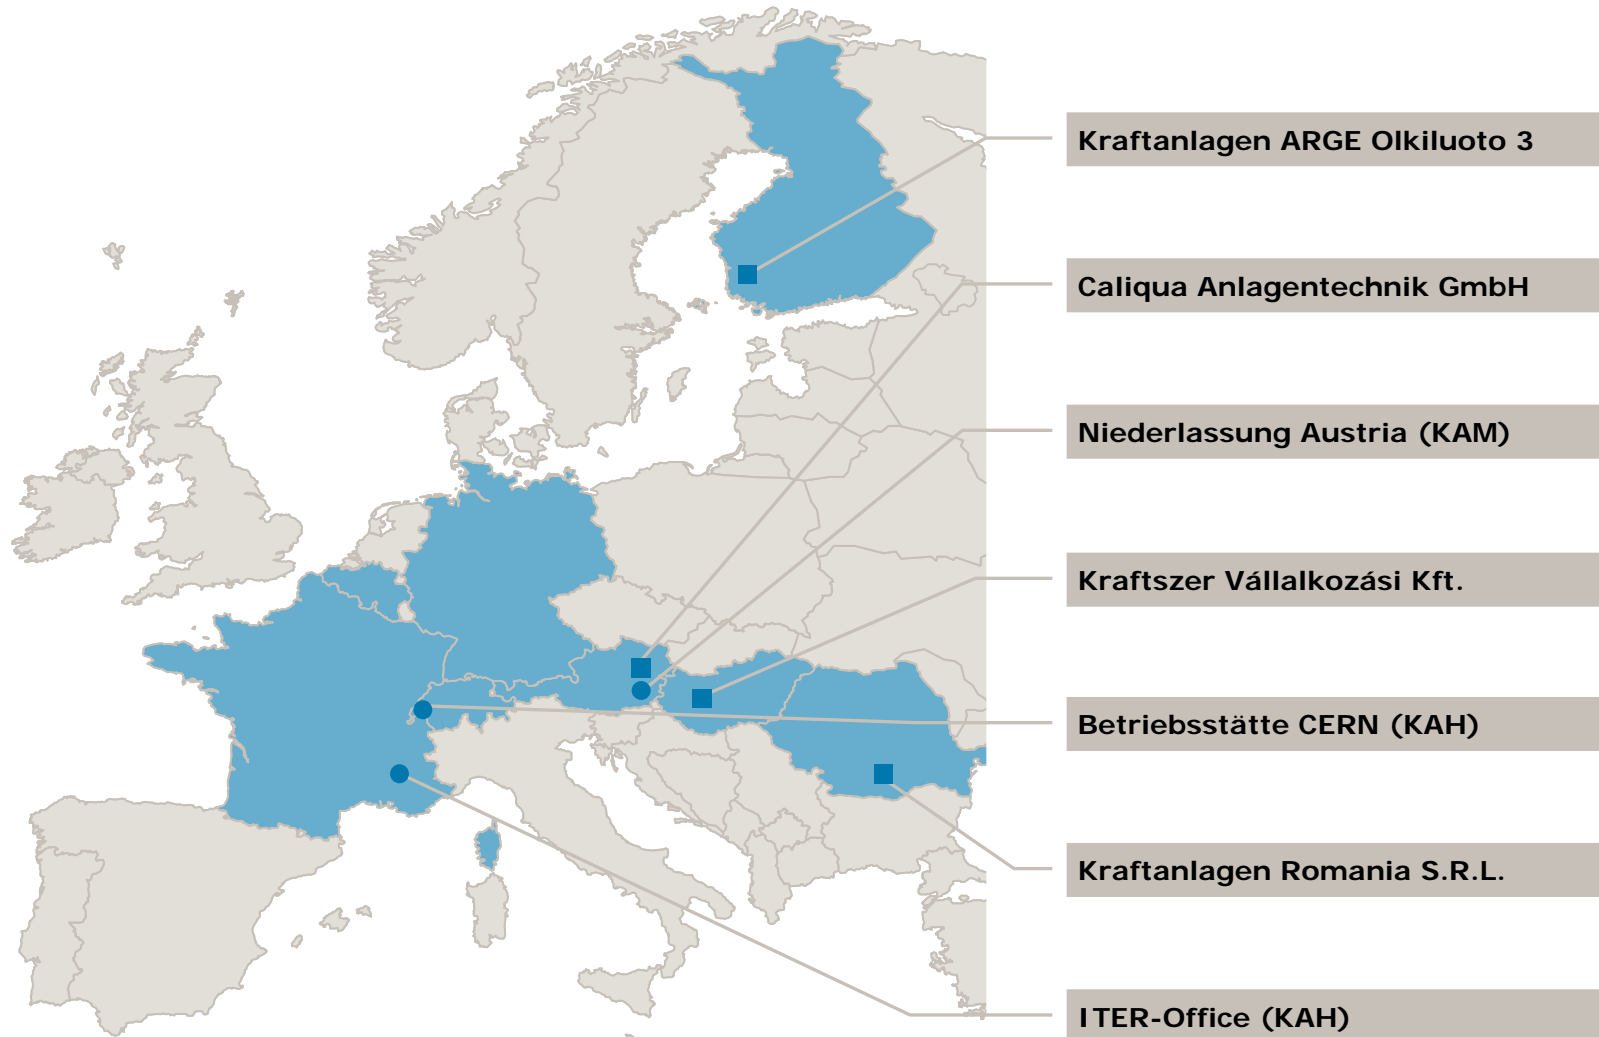 Kraftanlagen ARGE Olkiluoto 3
Caliqua Anlagentechnik GmbH
Niederlassung Austria (KAM)
Kraftszer Vállalkozási Kft.
Betriebsstätte CERN (KAH)
Kraftanlagen Romania S.R.L.
ITER-Office (KAH)